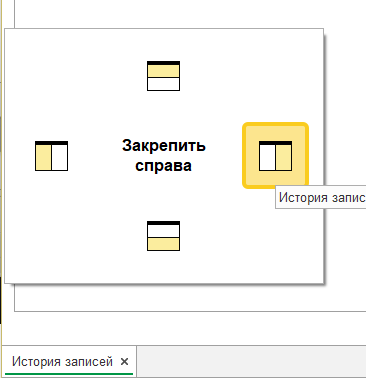 Закрепить
справа
История запис
История записей ×